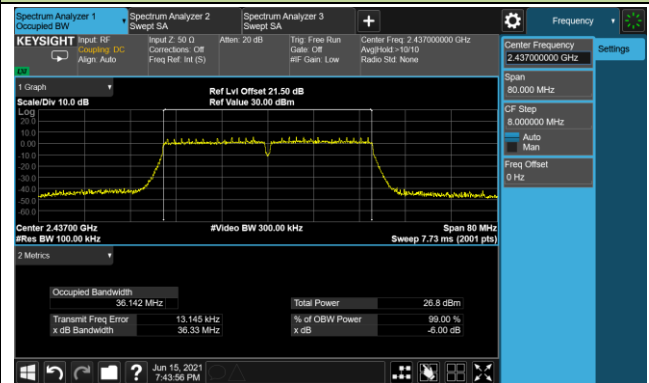 Spectrum Analyzer 1
Occupied BW
Spectrum Analyzer 2
Swept SA
Spectrum Analyzer 3
Swept SA
+
Frequency
KEYSIGHT
Input: RF
Coupling: DC
Align: Auto
Input Z: 50 Ω
Corrections: Off
Freq Ref: Int (S)
Atten: 20 dB
Trig: Free Run
Gate: Off
#IF Gain: Low
Center Freq: 2.437000000 GHz
Avg|Hold:>10/10
Radio Std: None
Center Frequency
2.437000000 GHz
Settings
Span
80.000 MHz
CF Step
8.000000 MHz
Auto
Man
Freq Offset
0 Hz
1 Graph
Scale/Div 10.0 dB
Ref Lvl Offset 21.50 dB
Ref Value 30.00 dBm
Log
20.0
10.0
0.00
-10.0
-20.0
-30.0
-40.0
-50.0
-60.0
Center 2.43700 GHz
#Video BW 300.00 kHz
Span 80 MHz
#Res BW 100.00 kHz
Sweep 7.73 ms (2001 pts)
2 Metrics
Occupied Bandwidth
36.142 MHz
Total Power 26.8 dBm
Transmit Freq Error 13.145 kHz
% of OBW Power 99.00 %
x dB Bandwidth 36.33 MHz
x dB -6.00 dB
?
Jun 15, 2021
7:43:56 PM